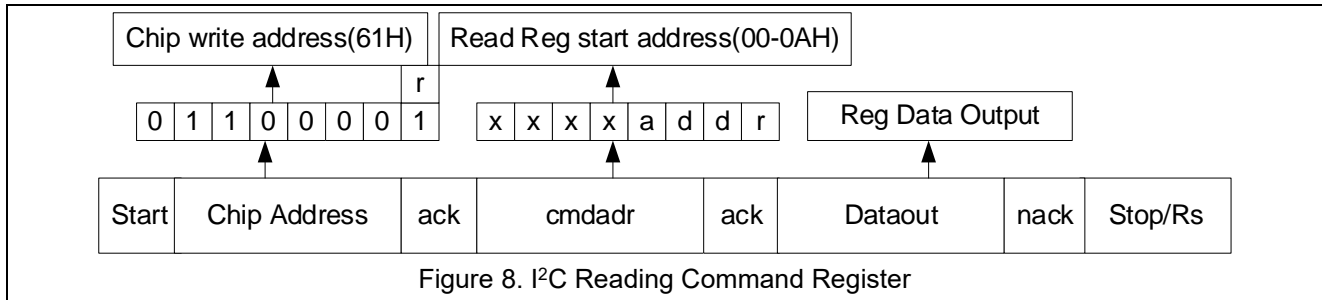 Chip write address(61H) Read Reg start address(00-0AH)
r
0 1 1 0 0 0 0 1 x x x x a d d r Reg Data Output
Start Chip Address ack cmdadr ack Dataout nack Stop/Rs
Figure 8. I²C Reading Command Register